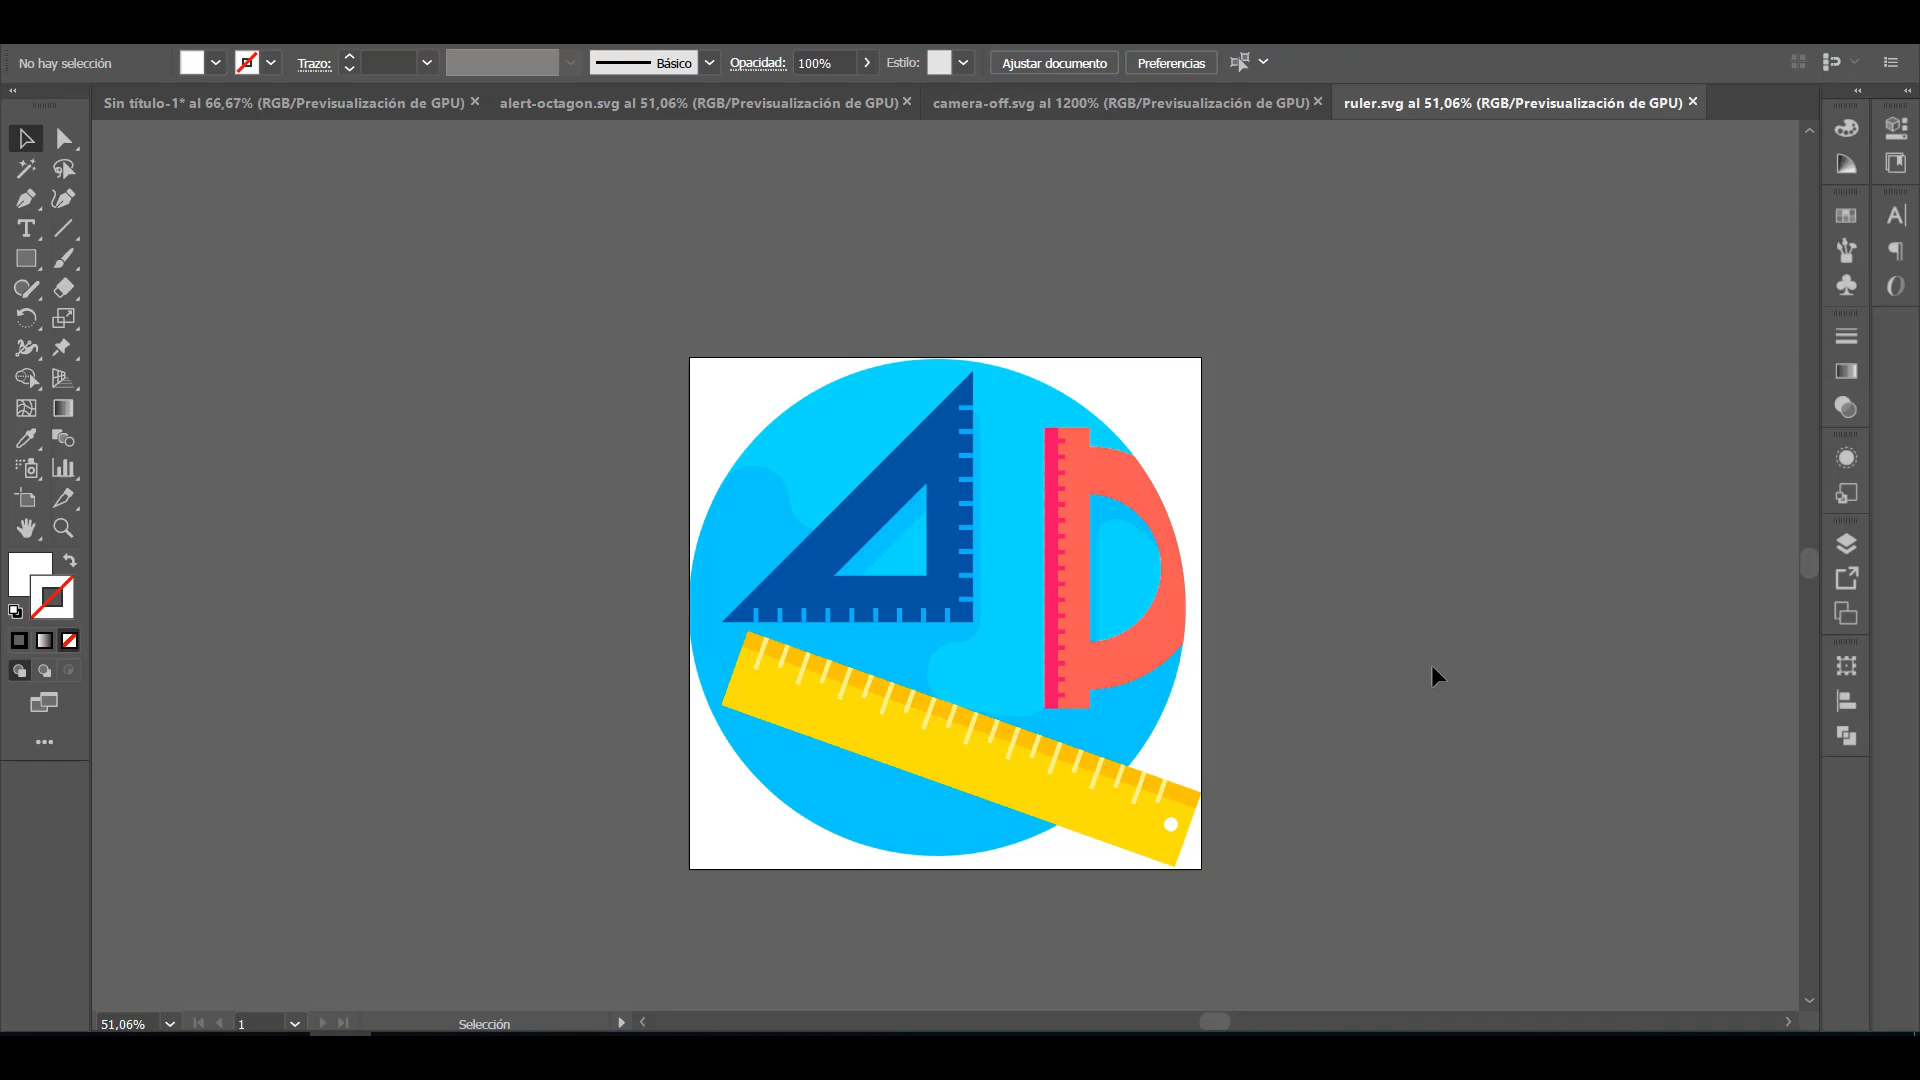 No hay selección Trazo: Básico Opacidad: 100% Estilo: Ajustar documento Preferencias
Sin título-1* al 66,67% (RGB/Previsualización de GPU) alert-octagon.svg al 51,06% (RGB/Previsualización de GPU) camera-off.svg al 1200% (RGB/Previsualización de GPU) ruler.svg al 51,06% (RGB/Previsualización de GPU)
51,06% 1 Selección